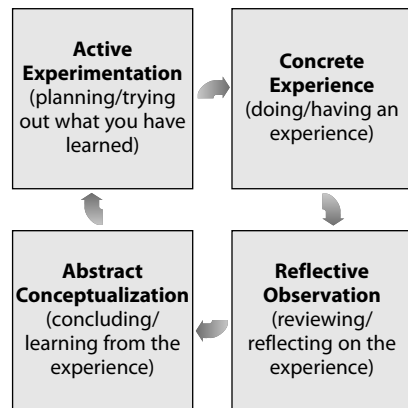 Active
Experimentation
(planning/trying
out what you have
learned)
Concrete
Experience
(doing/having an
experience)
Abstract
Conceptualization
(concluding/
learning from the
experience)
Reflective
Observation
(reviewing/
reflecting on the
experience)